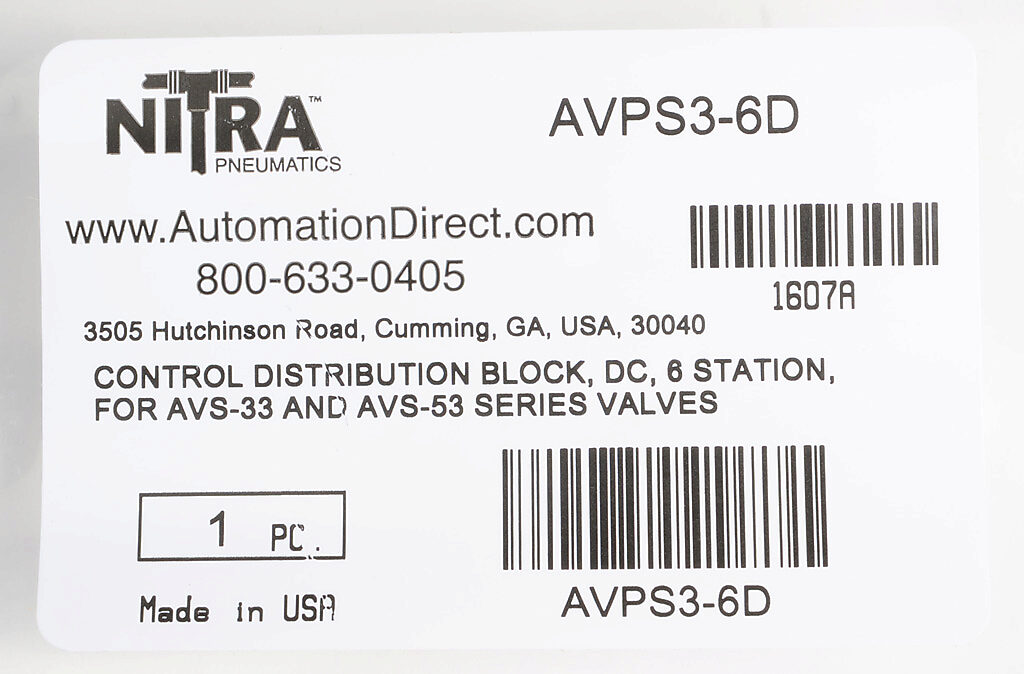 NITRA™
PNEUMATICS
AVPS3-6D
www.AutomationDirect.com
800-633-0405
1607A
3505 Hutchinson Road, Cumming, GA, USA, 30040
CONTROL DISTRIBUTION BLOCK, DC, 6 STATION,
FOR AVS-33 AND AVS-53 SERIES VALVES
1 PC.
Made in USA
AVPS3-6D